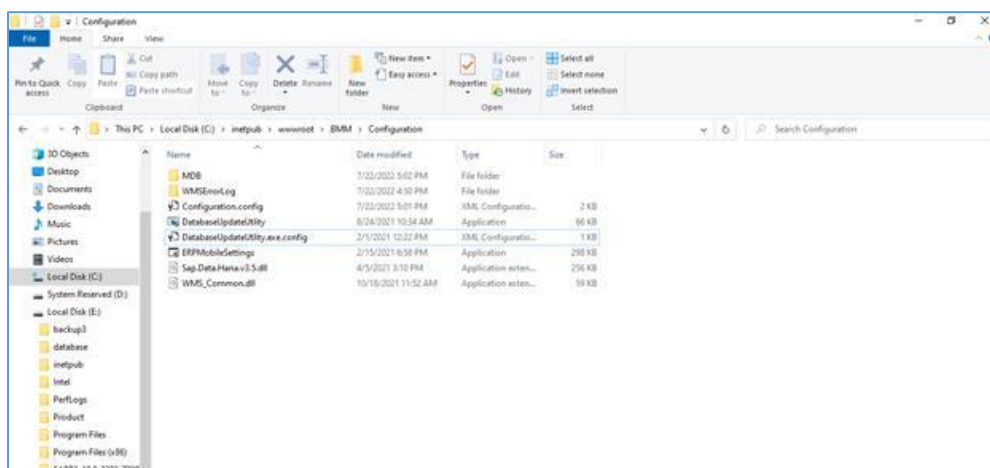 Configuration
File Home Share View
Pin to Quick access
Copy
Paste
Cut
Copy path
Paste shortcut
Move to
Copy to
Delete
Rename
New folder
New item
Easy access
Properties
Open
Edit
History
Select all
Select none
Invert selection
Clipboard Organize New Open Select
This PC > Local Disk (C:) > inetpub > wwwroot > BMM > Configuration
Search Configuration
3D Objects
Desktop
Documents
Downloads
Music
Pictures
Videos
Local Disk (C:)
System Reserved (D:)
Local Disk (E:)
backup3
database
inetpub
Intel
PerfLogs
Product
Program Files
Program Files (x86)
Name Date modified Type Size
MDB 7/22/2022 5:02 PM File folder
WMSErrorLog 7/22/2022 4:50 PM File folder
Configuration.config 7/22/2022 5:01 PM XML Configuratio... 2 KB
DatabaseUpdateUtility 8/24/2021 10:34 AM Application 66 KB
DatabaseUpdateUtility.exe.config 2/1/2021 12:22 PM XML Configuratio... 1 KB
ERPMobileSettings 2/15/2021 6:58 PM Application 298 KB
Sap.Data.Hana.v3.5.dll 4/5/2021 3:10 PM Application exten... 256 KB
WMS_Common.dll 10/18/2021 11:52 AM Application exten... 59 KB